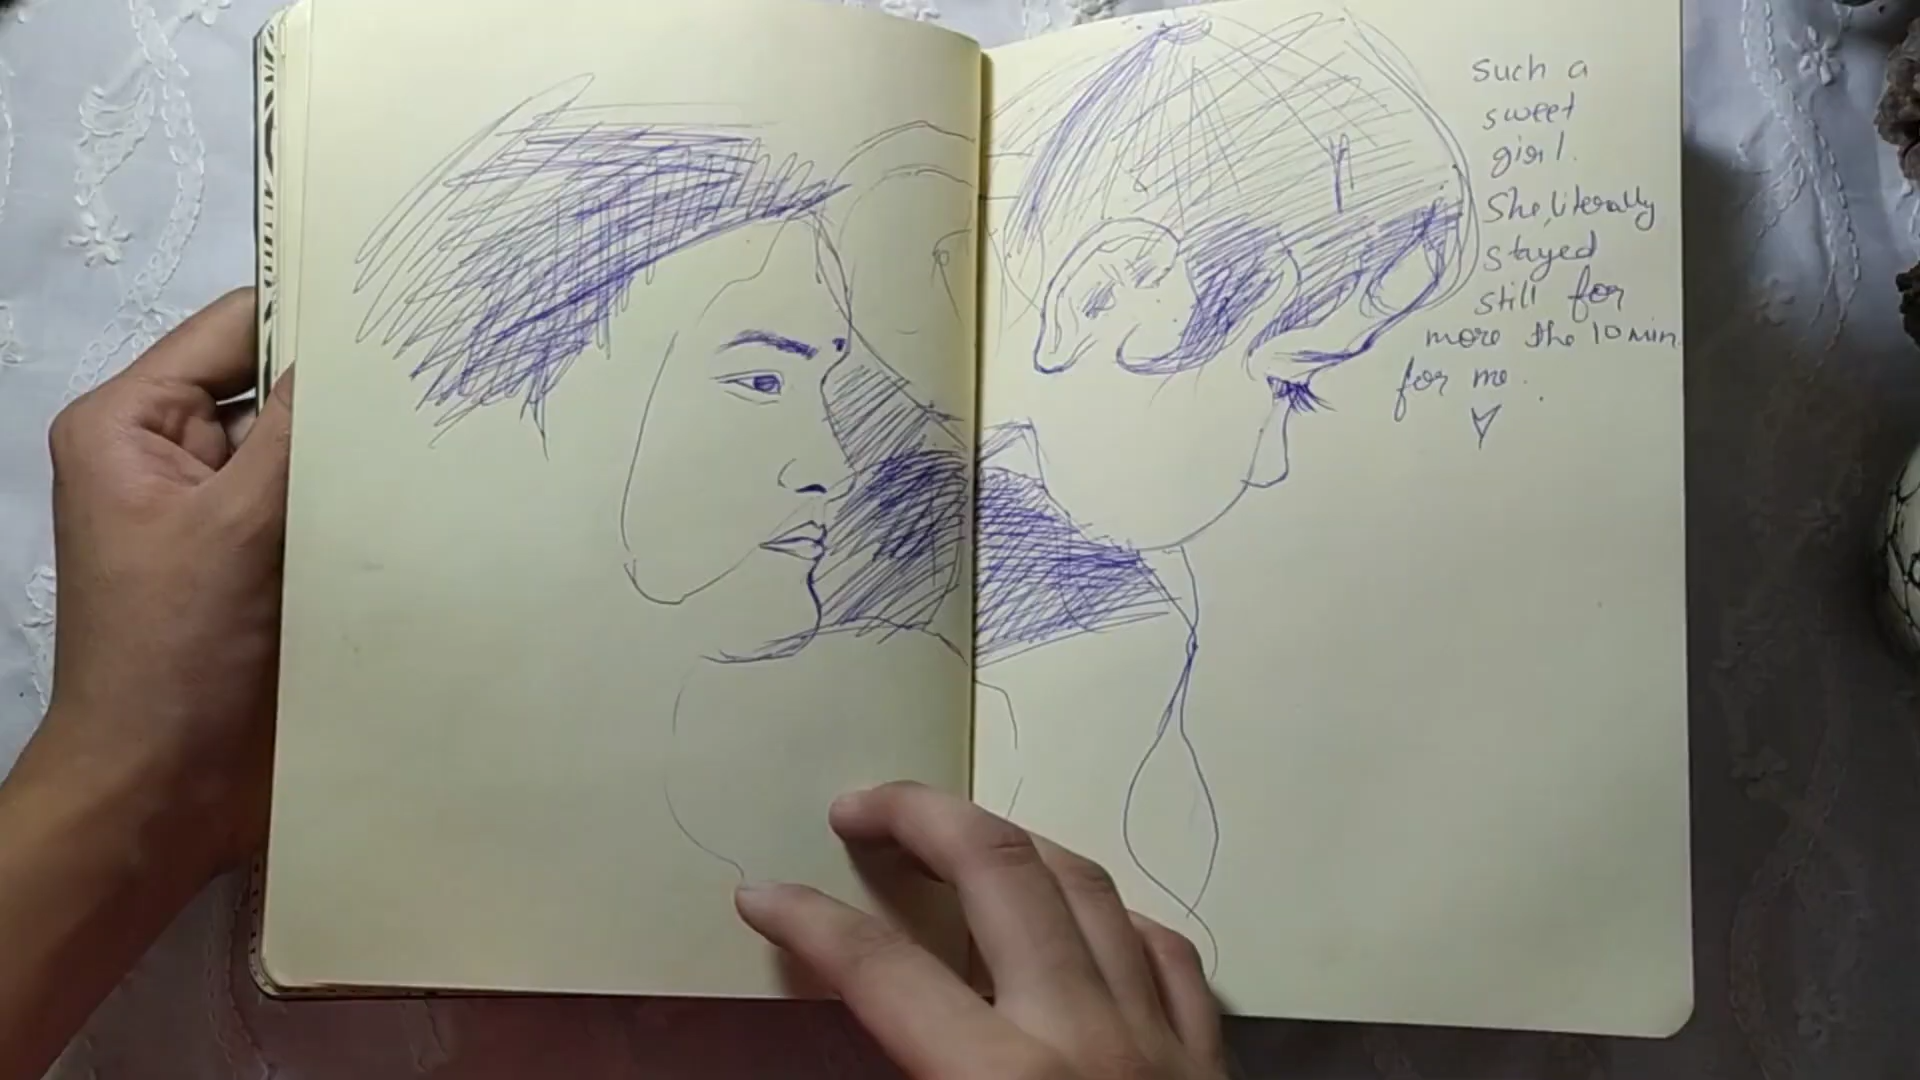 Such a
sweet
girl.
She, literally
stayed
still for
more the 10 min
for me.